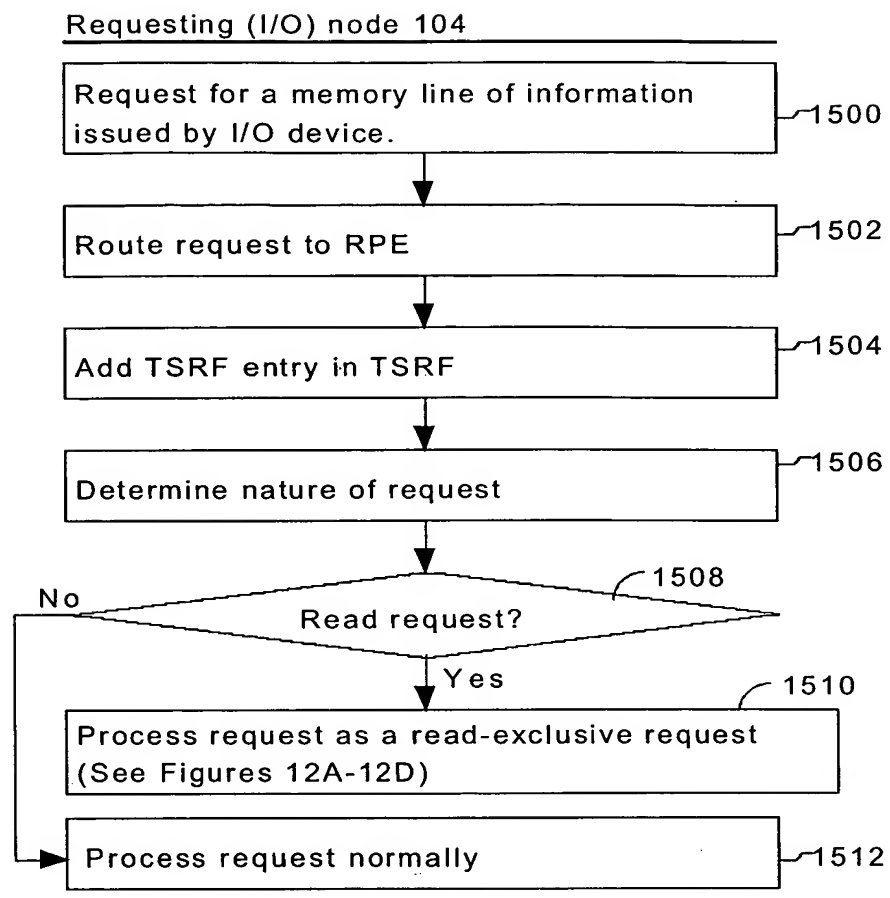 Requesting (I/O) node 104
Request for a memory line of information
issued by I/O device.
1500
Route request to RPE
1502
Add TSRF entry in TSRF
1504
Determine nature of request
1506
1508
No
Read request?
Yes
1510
Process request as a read-exclusive request
(See Figures 12A-12D)
Process request normally
1512